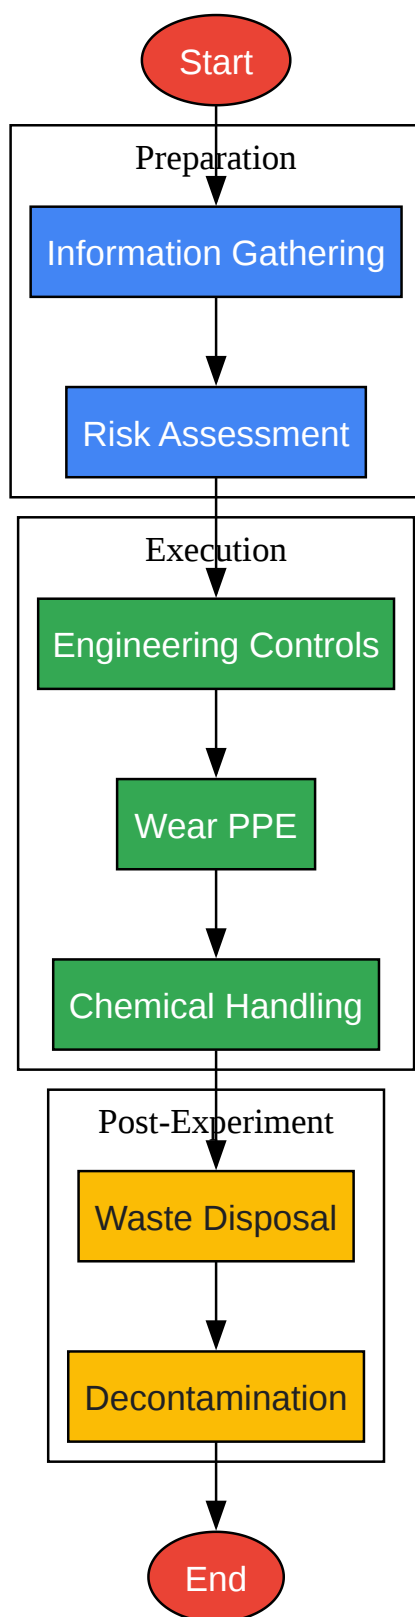 Start
Preparation
Information Gathering
Risk Assessment
Execution
Engineering Controls
Wear PPE
Chemical Handling
Post-Experiment
Waste Disposal
Decontamination
End